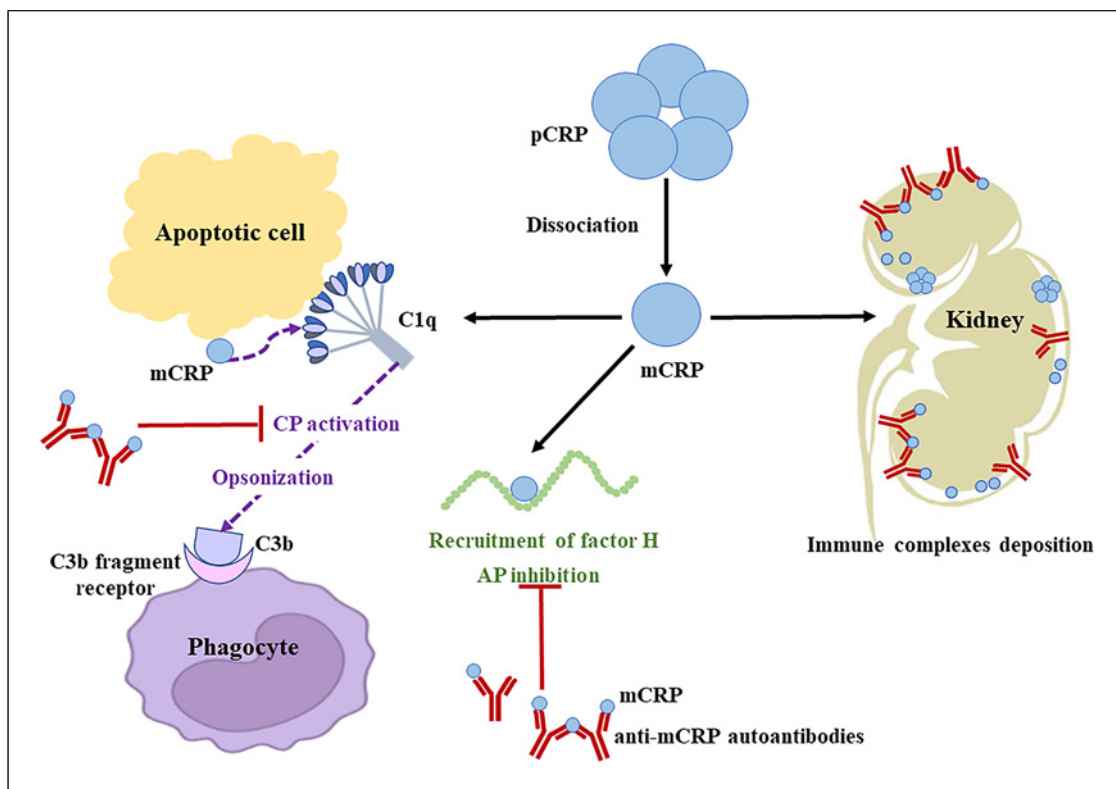 pCRP
Dissociation
Apoptotic cell
C1q
mCRP
mCRP
Kidney
CP activation
Opsonization
C3b
C3b fragment
receptor
Phagocyte
Recruitment of factor H
AP inhibition
Immune complexes deposition
mCRP
anti-mCRP autoantibodies